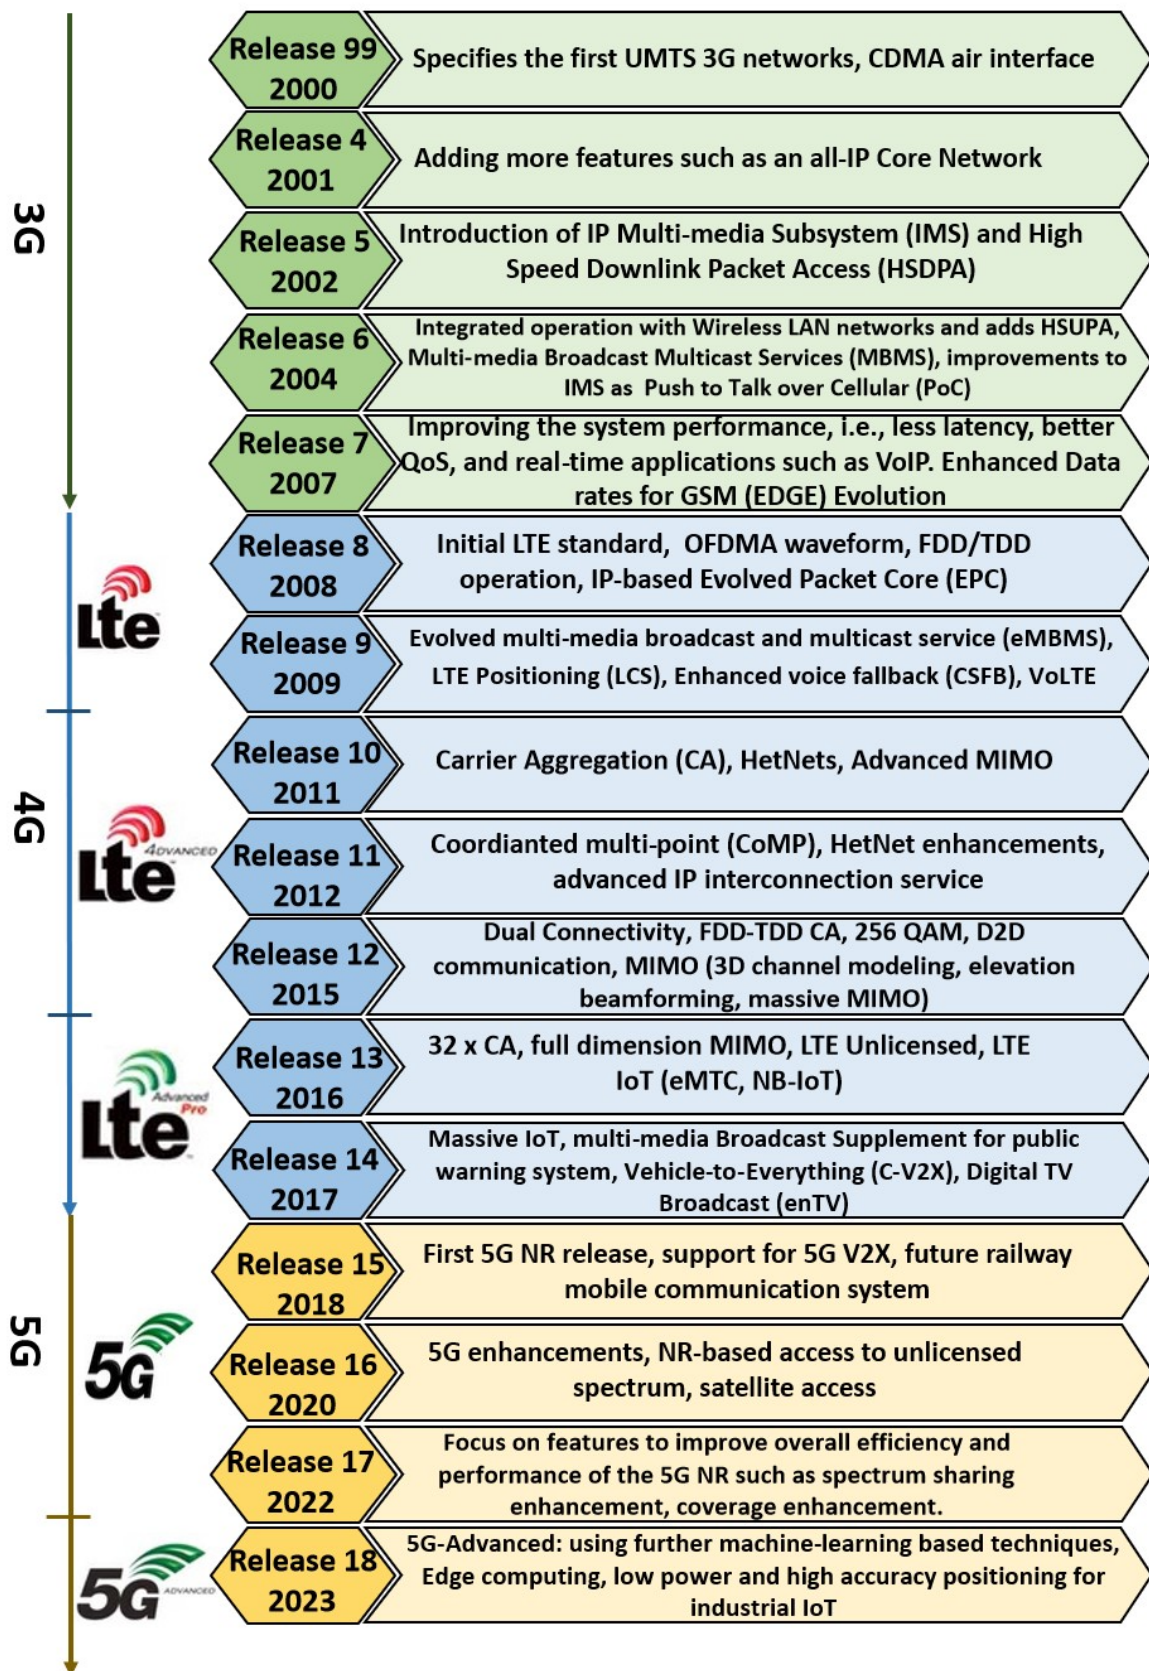 3G
Release 99
2000
Specifies the first UMTS 3G networks, CDMA air interface
Release 4
2001
Adding more features such as an all-IP Core Network
Release 5
2002
Introduction of IP Multi-media Subsystem (IMS) and High
Speed Downlink Packet Access (HSDPA)
Release 6
2004
Integrated operation with Wireless LAN networks and adds HSUPA,
Multi-media Broadcast Multicast Services (MBMS), improvements to
IMS as Push to Talk over Cellular (PoC)
Release 7
2007
Improving the system performance, i.e., less latency, better
QoS, and real-time applications such as VoIP. Enhanced Data
rates for GSM (EDGE) Evolution
4G
Lte
Release 8
2008
Initial LTE standard, OFDMA waveform, FDD/TDD
operation, IP-based Evolved Packet Core (EPC)
Release 9
2009
Evolved multi-media broadcast and multicast service (eMBMS),
LTE Positioning (LCS), Enhanced voice fallback (CSFB), VoLTE
4DVANCED
Lte
Release 10
2011
Carrier Aggregation (CA), HetNets, Advanced MIMO
Release 11
2012
Coordianted multi-point (CoMP), HetNet enhancements,
advanced IP interconnection service
Release 12
2015
Dual Connectivity, FDD-TDD CA, 256 QAM, D2D
communication, MIMO (3D channel modeling, elevation
beamforming, massive MIMO)
Advanced
Pro
Lte
Release 13
2016
32 x CA, full dimension MIMO, LTE Unlicensed, LTE
IoT (eMTC, NB-IoT)
Release 14
2017
Massive IoT, multi-media Broadcast Supplement for public
warning system, Vehicle-to-Everything (C-V2X), Digital TV
Broadcast (enTV)
5G
5G
Release 15
2018
First 5G NR release, support for 5G V2X, future railway
mobile communication system
Release 16
2020
5G enhancements, NR-based access to unlicensed
spectrum, satellite access
Release 17
2022
Focus on features to improve overall efficiency and
performance of the 5G NR such as spectrum sharing
enhancement, coverage enhancement.
5G ADVANCED
Release 18
2023
5G-Advanced: using further machine-learning based techniques,
Edge computing, low power and high accuracy positioning for
industrial IoT